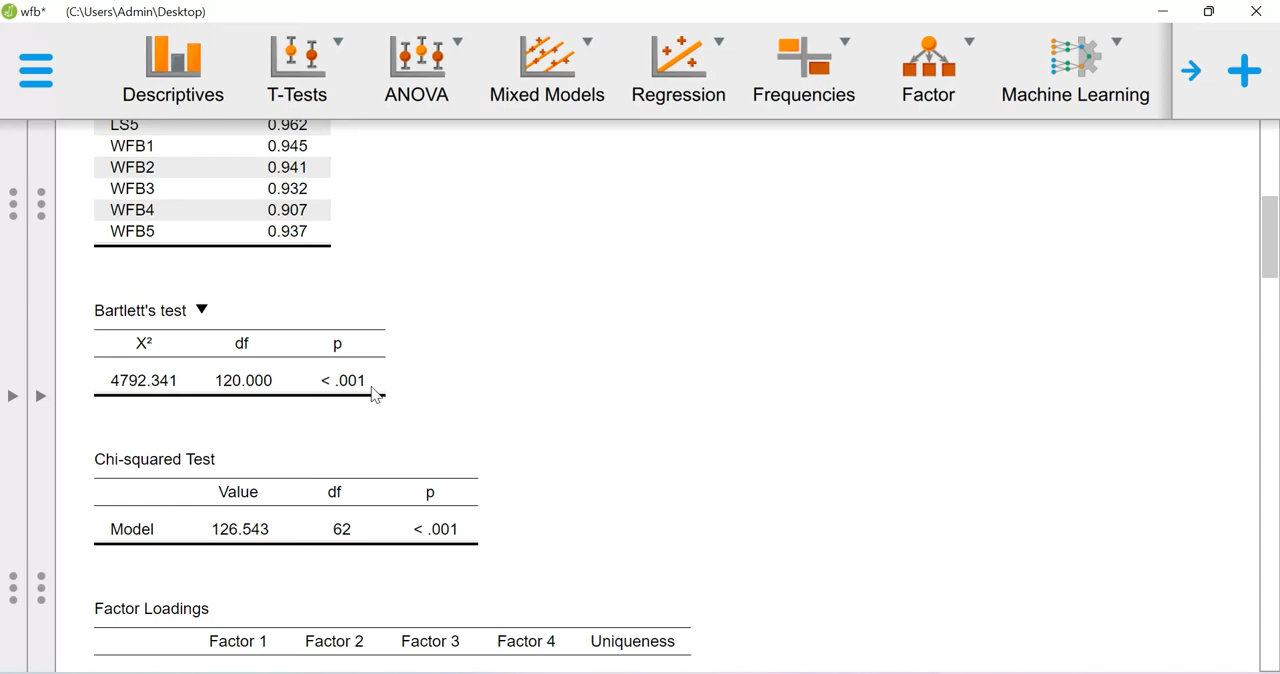 wfb* (C:\Users\Admin\Desktop)
Descriptives T-Tests ANOVA Mixed Models Regression Frequencies Factor Machine Learning
LS5 0.962
WFB1 0.945
WFB2 0.941
WFB3 0.932
WFB4 0.907
WFB5 0.937
Bartlett's test
X² df p
4792.341 120.000 < .001
Chi-squared Test
Value df p
Model 126.543 62 < .001
Factor Loadings
Factor 1 Factor 2 Factor 3 Factor 4 Uniqueness